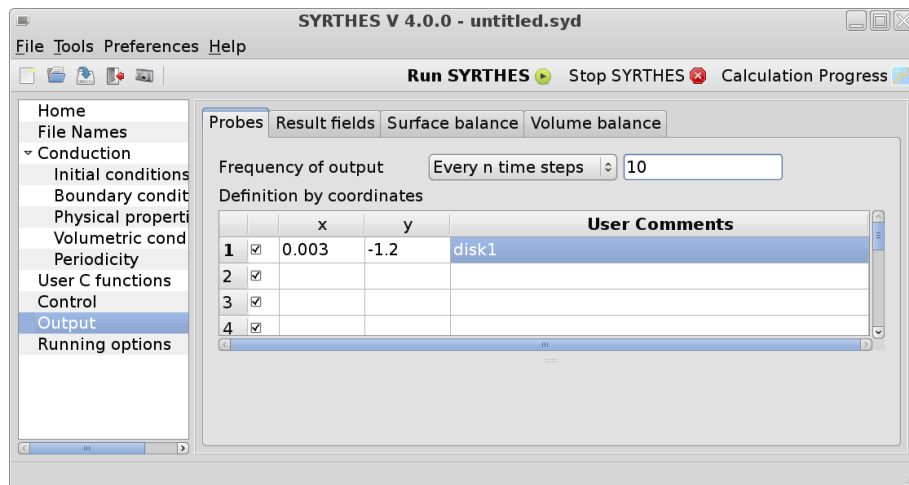 SYRTHES V 4.0.0 - untitled.syd
File Tools Preferences Help
Run SYRTHES Stop SYRTHES Calculation Progress
Home
File Names
Conduction
Initial conditions
Boundary condit
Physical properti
Volumetric cond
Periodicity
User C functions
Control
Output
Running options
Probes Result fields Surface balance Volume balance
Frequency of output Every n time steps 10
Definition by coordinates
x y User Comments
1 0.003 -1.2 disk1
2
3
4